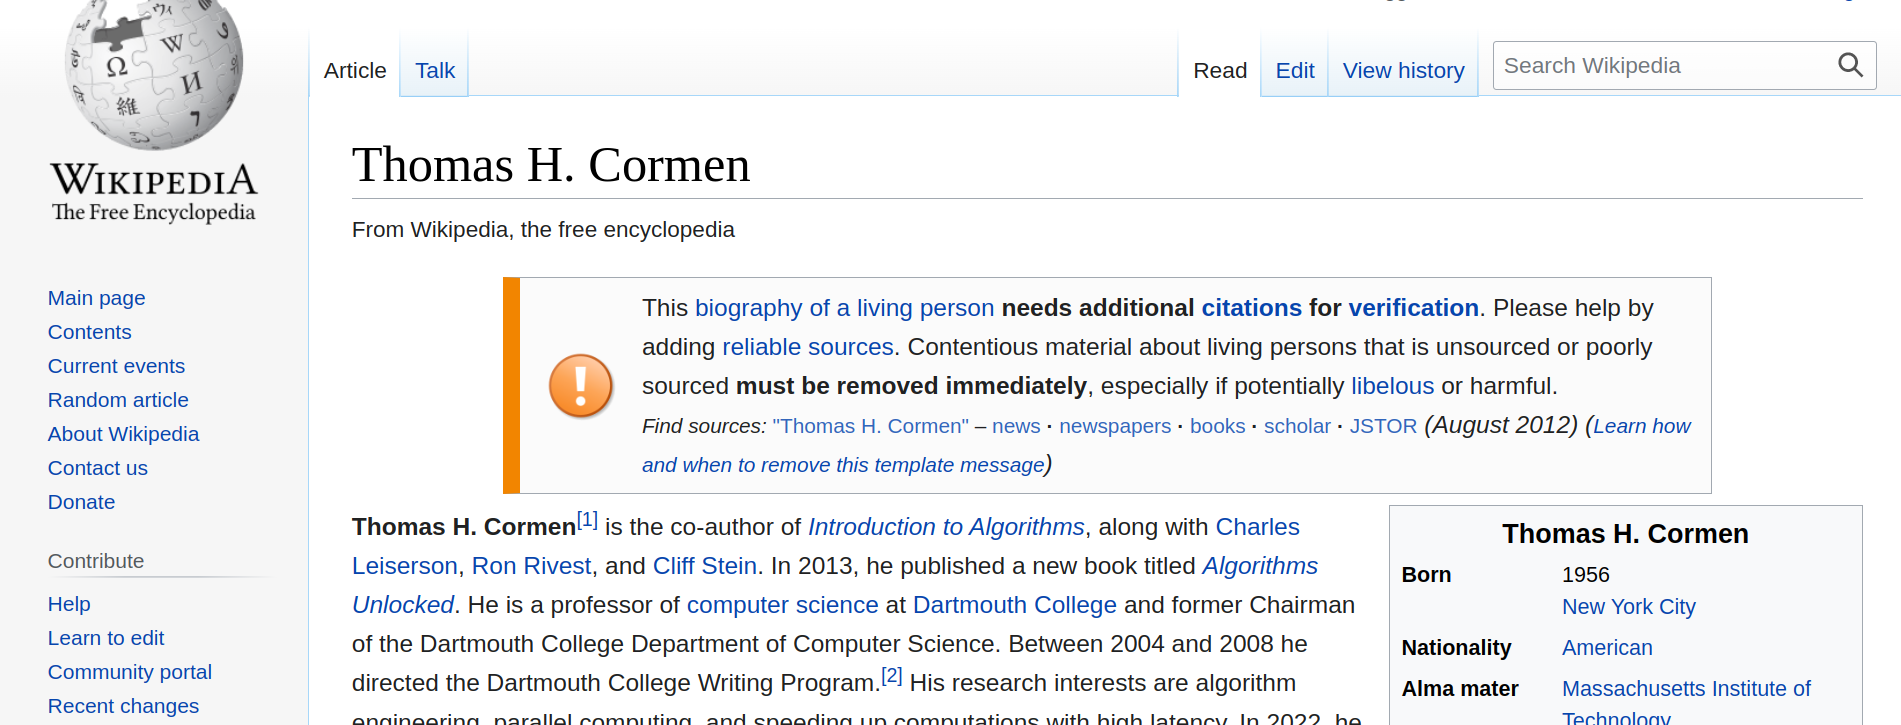 WIKIPEDIA
The Free Encyclopedia
Main page
Contents
Current events
Random article
About Wikipedia
Contact us
Donate
Contribute
Help
Learn to edit
Community portal
Recent changes
Article
Talk
Read
Edit
View history
Search Wikipedia
Thomas H. Cormen
From Wikipedia, the free encyclopedia
This biography of a living person needs additional citations for verification. Please help by
adding reliable sources. Contentious material about living persons that is unsourced or poorly
sourced must be removed immediately, especially if potentially libelous or harmful.
Find sources: "Thomas H. Cormen" – news · newspapers · books · scholar · JSTOR (August 2012) (Learn how
and when to remove this template message)
Thomas H. Cormen[1] is the co-author of Introduction to Algorithms, along with Charles
Leiserson, Ron Rivest, and Cliff Stein. In 2013, he published a new book titled Algorithms
Unlocked. He is a professor of computer science at Dartmouth College and former Chairman
of the Dartmouth College Department of Computer Science. Between 2004 and 2008 he
directed the Dartmouth College Writing Program.[2] His research interests are algorithm
engineering, parallel computing, and speeding up computations with high latency. In 2022, he
Thomas H. Cormen
Born 1956
New York City
Nationality American
Alma mater Massachusetts Institute of
Technology